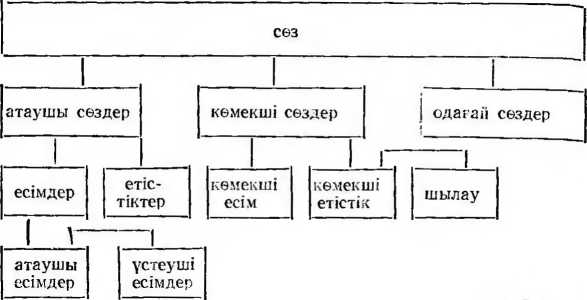 сөз
атаушы сөздер
көмекші сөздер
одағай сөздер
есімдер
етіс-
тіктер
көмекші
есім
көмекші
етістік
шылау
атаушы
есімдер
үстеуші
есімдер